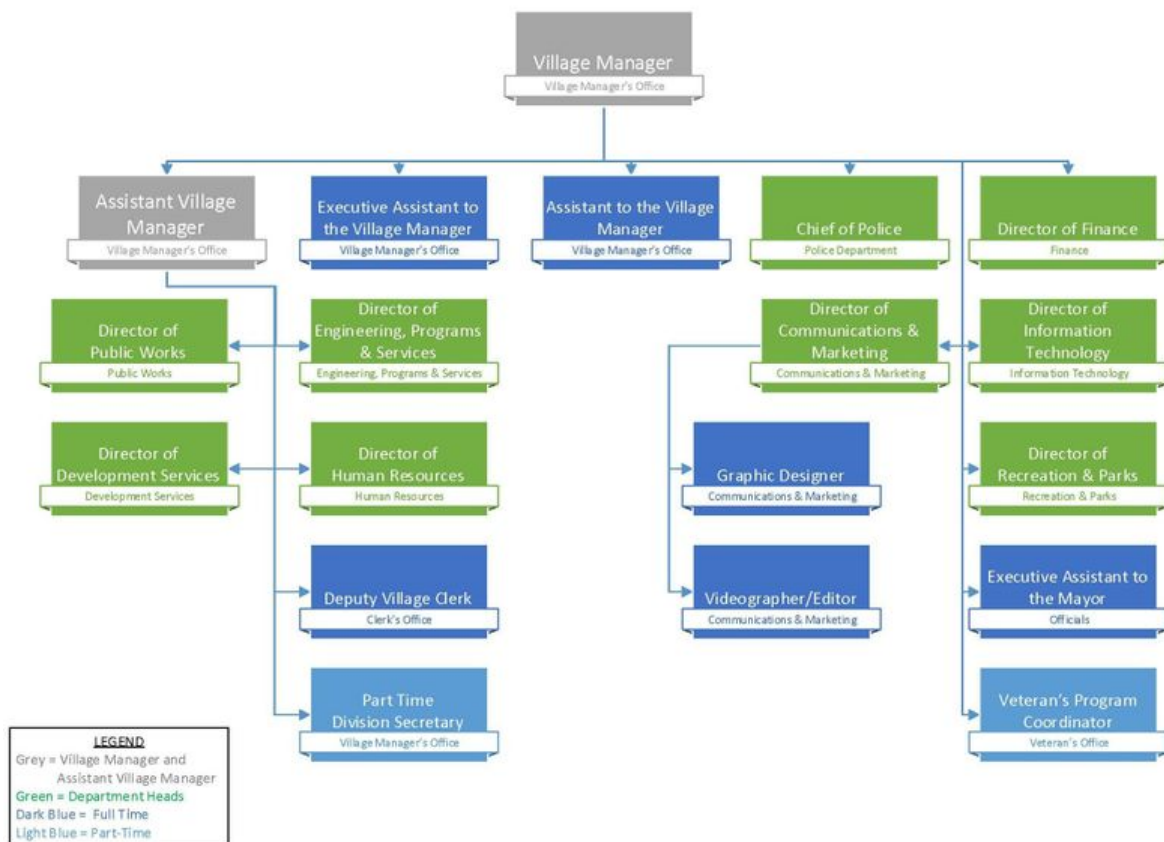 Village Manager
Village Manager's Office
Assistant Village
Manager
Village Manager's Office
Executive Assistant to
the Village Manager
Village Manager's Office
Assistant to the Village
Manager
Village Manager's Office
Chief of Police
Police Department
Director of Finance
Finance
Director of
Public Works
Public Works
Director of
Engineering, Programs
& Services
Engineering, Programs & Services
Director of
Communications &
Marketing
Communications & Marketing
Director of
Information
Technology
Information Technology
Director of
Development Services
Development Services
Director of
Human Resources
Human Resources
Graphic Designer
Communications & Marketing
Director of
Recreation & Parks
Recreation & Parks
Deputy Village Clerk
Clerk's Office
Videographer/Editor
Communications & Marketing
Executive Assistant to
the Mayor
Officials
Part Time
Division Secretary
Village Manager's Office
Veteran's Program
Coordinator
Veteran's Office
LEGEND
Grey = Village Manager and
Assistant Village Manager
Green = Department Heads
Dark Blue = Full Time
Light Blue = Part-Time